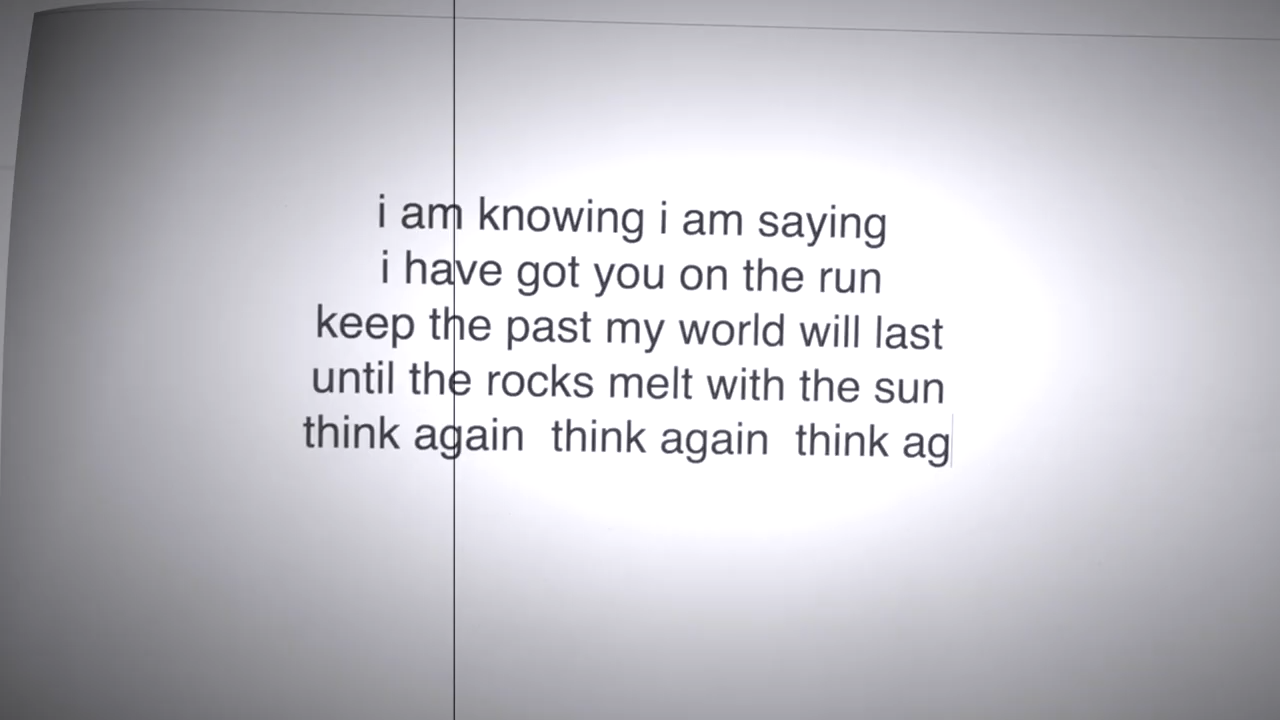 i am knowing i am saying
i have got you on the run
keep the past my world will last
until the rocks melt with the sun
think again  think again  think ag